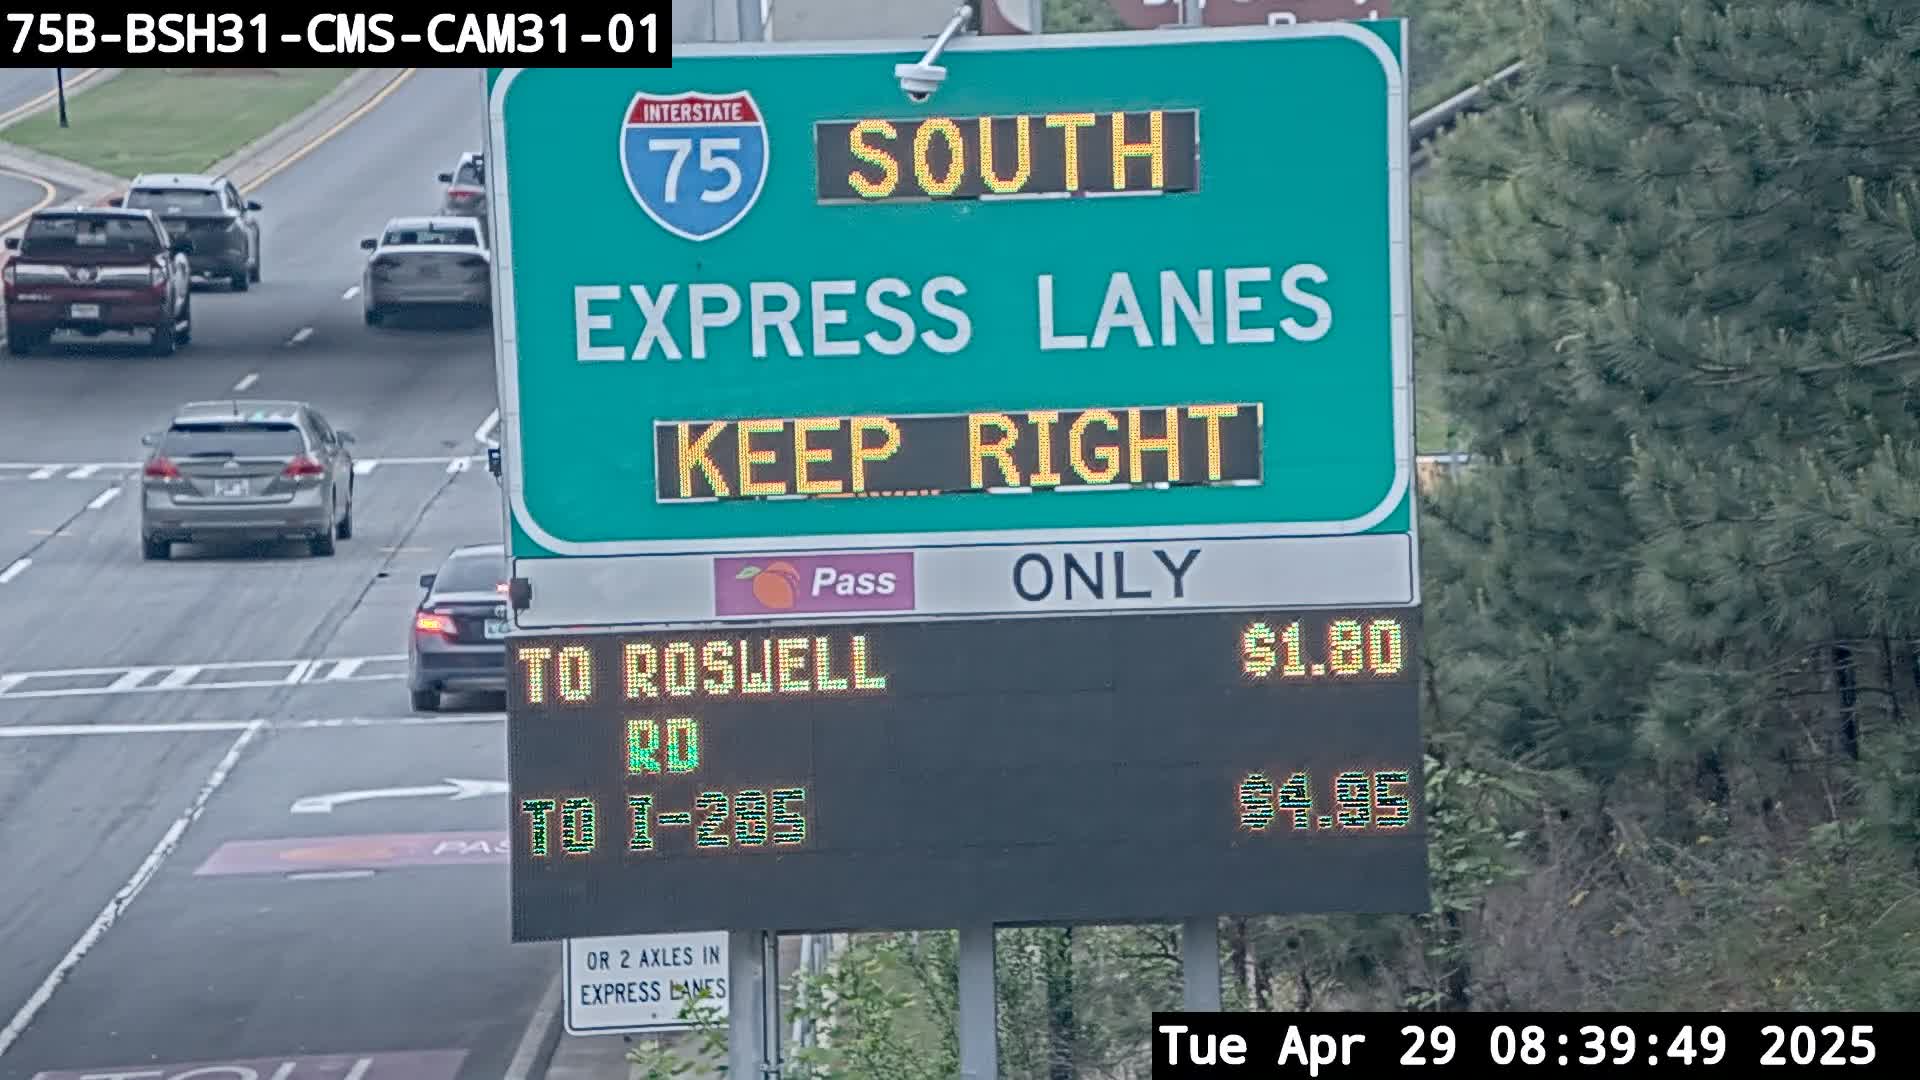 75B-BSH31-CMS-CAM31-01
INTERSTATE
75
SOUTH
EXPRESS LANES
KEEP RIGHT
Pass
ONLY
TO ROSWELL $1.80
RD
TO I-285 $4.95
OR 2 AXLES IN
EXPRESS LANES
Tue Apr 29 08:39:49 2025